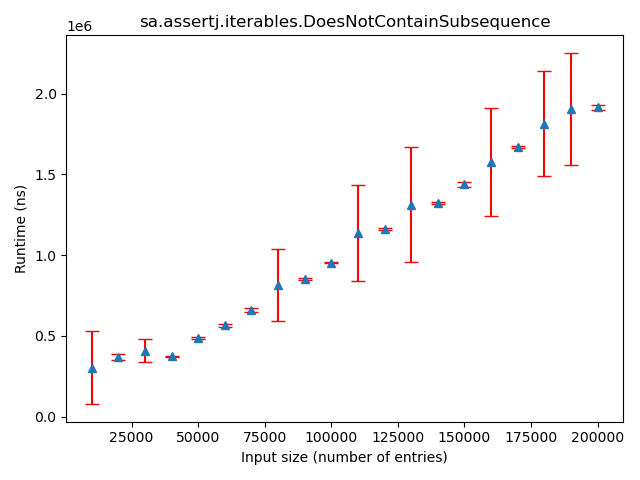 sa.assertj.iterables.DoesNotContainSubsequence
1e6
2.0
1.5
1.0
0.5
0.0
Runtime (ns)
25000 50000 75000 100000 125000 150000 175000 200000
Input size (number of entries)